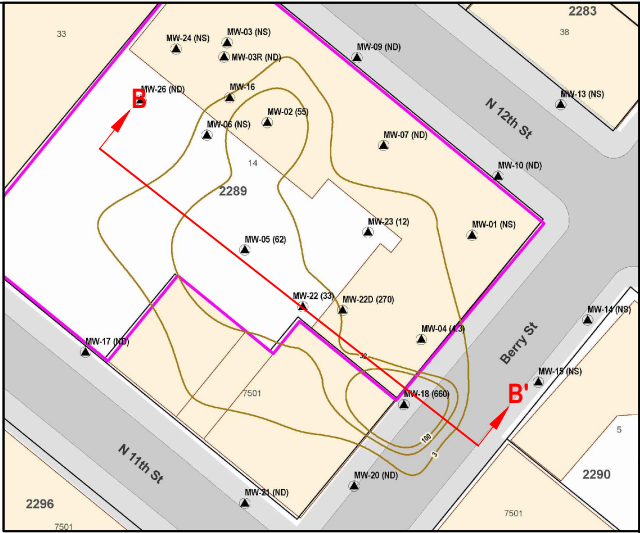 2283
33
38
MW-24 (NS)
MW-03 (NS)
MW-03R (ND)
MW-09 (ND)
MW-26 (ND)
B
MW-16
MW-13 (NS)
N 12th St
MW-02 (55)
MW-06 (NS)
MW-07 (ND)
14
MW-10 (ND)
2289
MW-23 (12)
MW-01 (NS)
MW-05 (62)
MW-22 (33)
MW-22D (270)
MW-14 (NS)
MW-04 (4.3)
Berry St
MW-17 (ND)
32
MW-15 (NS)
7501
MW-18 (660)
B'
100
3
5
N 11th St
MW-20 (ND)
2290
MW-21 (ND)
2296
7501
7501